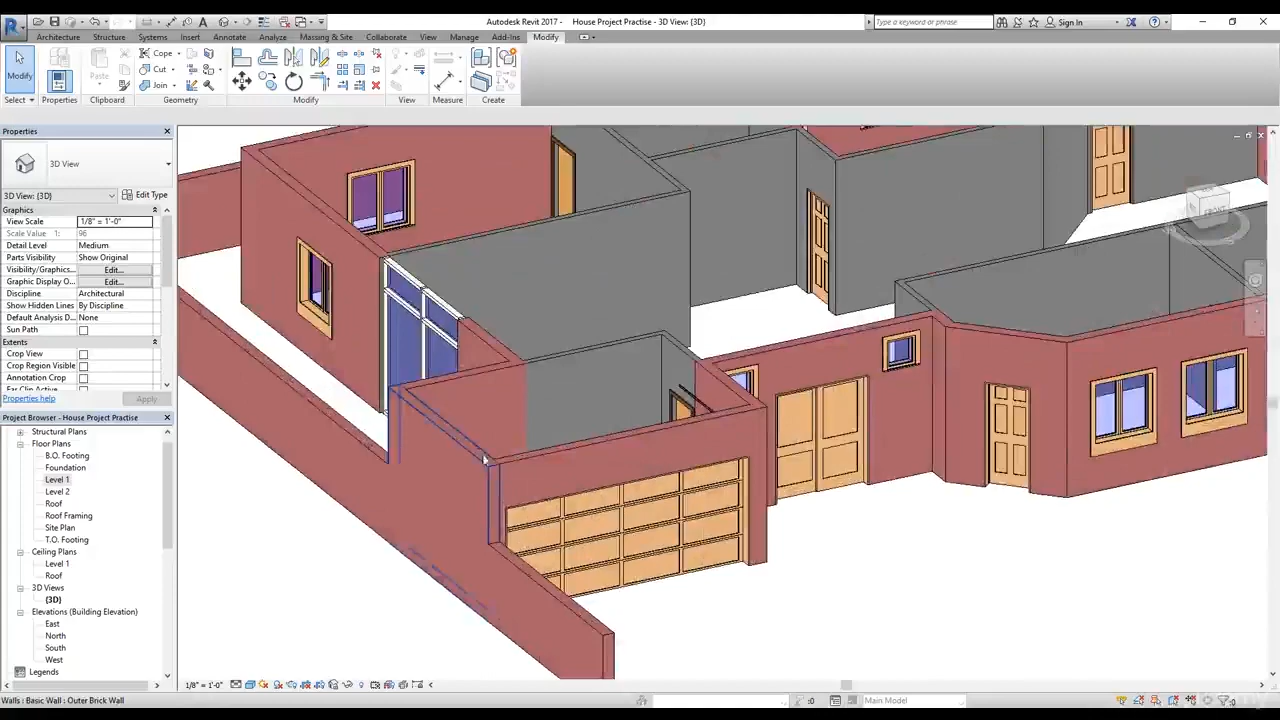 Autodesk Revit 2017 - House Project Practise - 3D View: {3D}
Type a keyword or phrase
Sign In
Architecture Structure Systems Insert Annotate Analyze Massing & Site Collaborate View Manage Add-Ins Modify
Modify
Properties
Paste
Cope
Cut
Join
Select Properties Clipboard Geometry Modify View Measure Create
Properties
3D View
3D View: {3D}
Edit Type
Graphics
View Scale 1/8" = 1'-0"
Scale Value 1: 96
Detail Level Medium
Parts Visibility Show Original
Visibility/Graphics... Edit...
Graphic Display O... Edit...
Discipline Architectural
Show Hidden Lines By Discipline
Default Analysis D... None
Sun Path
Extents
Crop View
Crop Region Visible
Annotation Crop
Properties help
Apply
Project Browser - House Project Practise
Structural Plans
Floor Plans
B.O. Footing
Foundation
Level 1
Level 2
Roof
Roof Framing
Site Plan
T.O. Footing
Ceiling Plans
Level 1
Roof
3D Views
{3D}
Elevations (Building Elevation)
East
North
South
West
Legends
FRONT
1/8" = 1'-0"
Walls : Basic Wall : Outer Brick Wall
:0
Main Model
:0